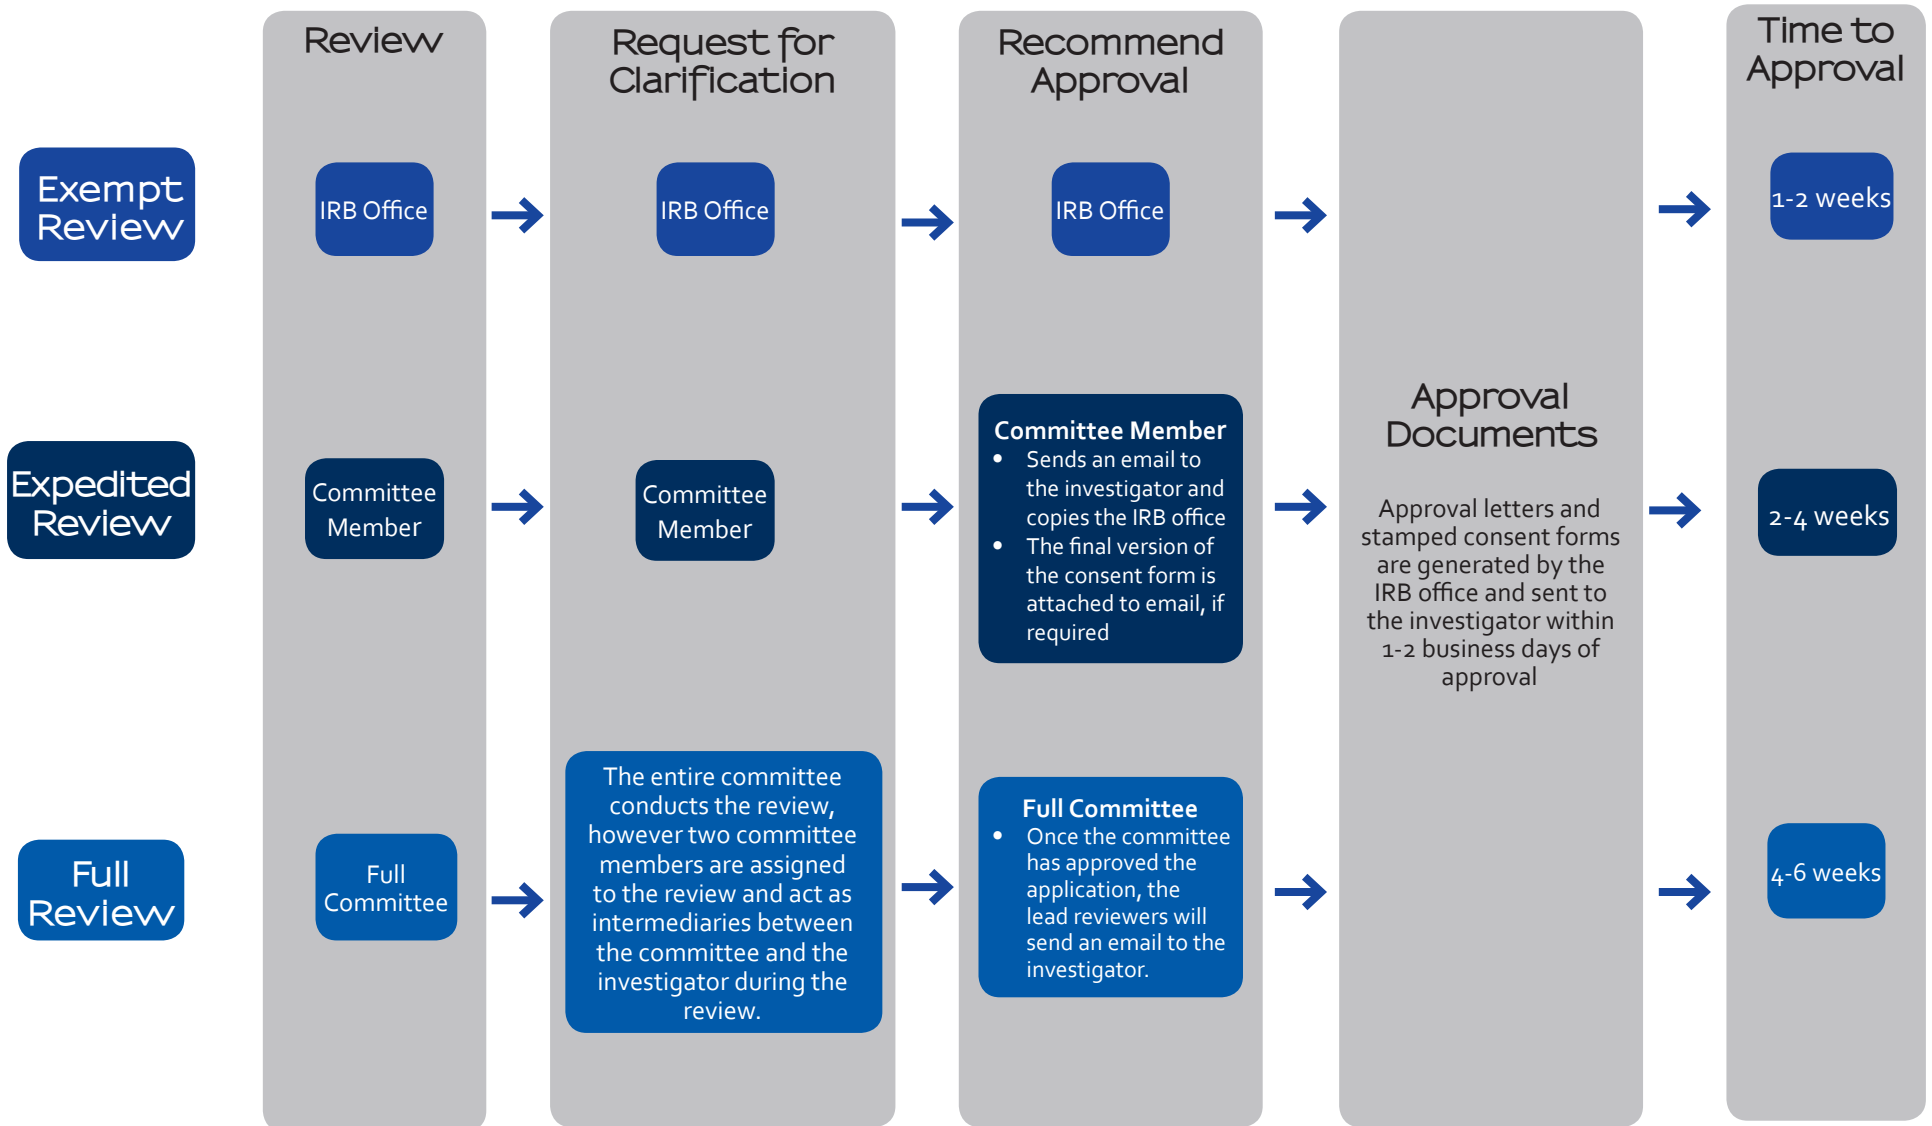 Review
Request for
Clarification
Recommend
Approval
Time to
Approval
Exempt
Review
IRB Office
IRB Office
IRB Office
1-2 weeks
Expedited
Review
Committee
Member
Committee
Member
Committee Member
• Sends an email to
the investigator and
copies the IRB office
• The final version of
the consent form is
attached to email, if
required
Approval
Documents
Approval letters and
stamped consent forms
are generated by the
IRB office and sent to
the investigator within
1-2 business days of
approval
2-4 weeks
Full
Review
Full
Committee
The entire committee
conducts the review,
however two committee
members are assigned
to the review and act as
intermediaries between
the committee and the
investigator during the
review.
Full Committee
• Once the committee
has approved the
application, the
lead reviewers will
send an email to the
investigator.
4-6 weeks